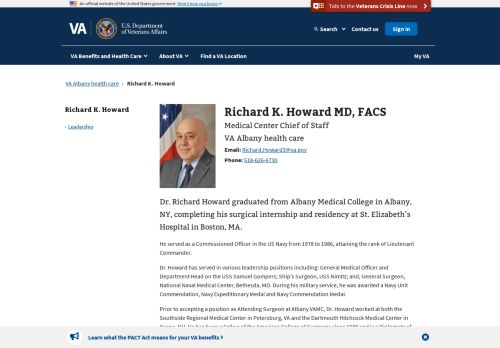 An official website of the United States government Here's how you know
Talk to the Veterans Crisis Line now
VA
U.S. Department
of Veterans Affairs
Search
Contact us
Sign in
VA Benefits and Health Care
About VA
Find a VA Location
My VA
VA Albany health care › Richard K. Howard
Richard K. Howard
› Leadership
Richard K. Howard MD, FACS
Medical Center Chief of Staff
VA Albany health care
Email: Richard.Howard3@va.gov
Phone: 518-626-6730
Dr. Richard Howard graduated from Albany Medical College in Albany,
NY, completing his surgical internship and residency at St. Elizabeth's
Hospital in Boston, MA.
He served as a Commissioned Officer in the US Navy from 1978 to 1986, attaining the rank of Lieutenant
Commander.
Dr. Howard has served in various leadership positions including: General Medical Officer and
Department Head on the USS Samuel Gompers; Ship's Surgeon, USS Nimitz; and, General Surgeon,
National Naval Medical Center, Bethesda, MD. During his military service, he was awarded a Navy Unit
Commendation, Navy Expeditionary Medal and Navy Commendation Medal.
Prior to accepting a position as Attending Surgeon at Albany VAMC, Dr. Howard worked at both the
Southside Regional Medical Center in Petersburg, VA and the Dartmouth Hitchcock Medical Center in
Learn what the PACT Act means for your VA benefits >